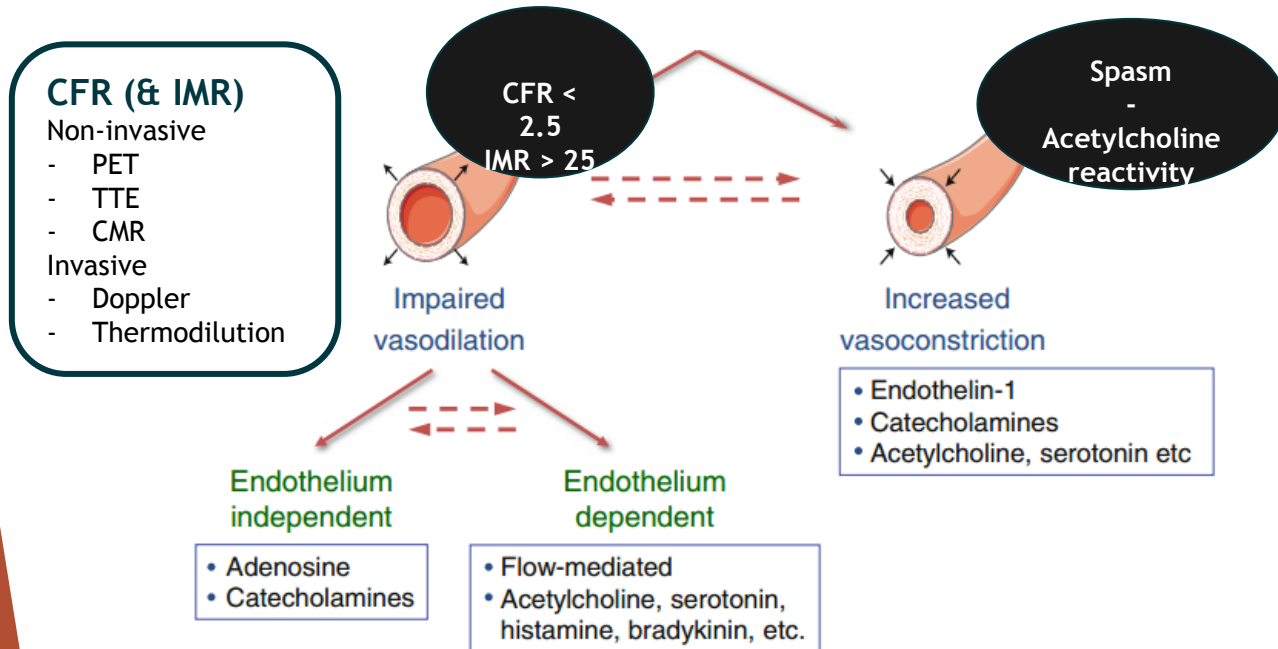 CFR (& IMR)
Non-invasive
- PET
- TTE
- CMR
Invasive
- Doppler
- Thermodilution
CFR <
2.5
IMR > 25
Spasm
-
Acetylcholine
reactivity
Impaired
vasodilation
Increased
vasoconstriction
• Endothelin-1
• Catecholamines
• Acetylcholine, serotonin etc
Endothelium
independent
Endothelium
dependent
• Adenosine
• Catecholamines
• Flow-mediated
• Acetylcholine, serotonin,
histamine, bradykinin, etc.